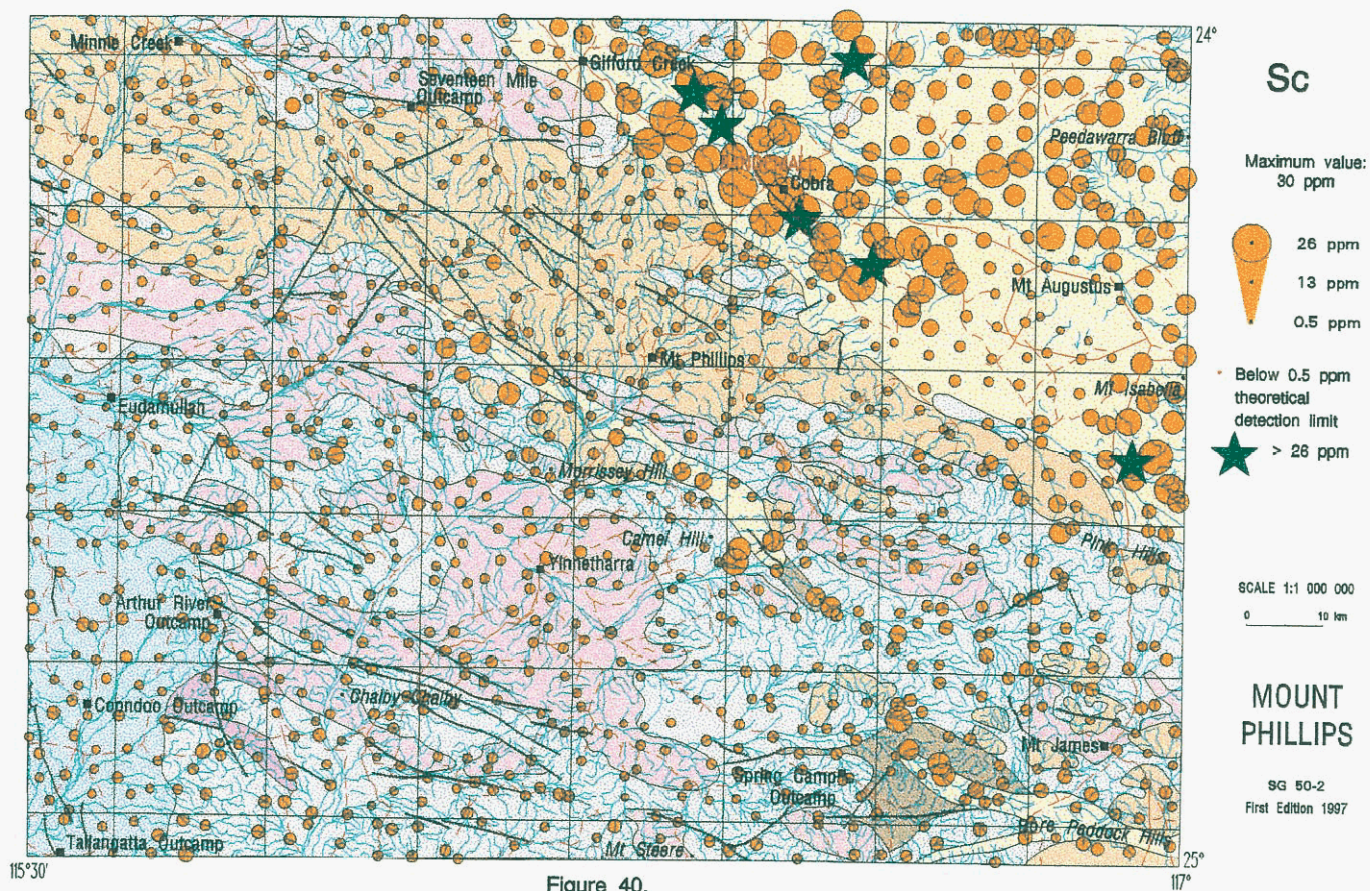 24°
Minnie Creek
Gifford Creek
Seventeen Mile
Outcamp
Cobra
Mt Augustus
Mt Phillips
Mt Isabella
Eudamullah
Morrissey Hill
Camel Hill
Pink Hills
Yinnetharra
Arthur River
Outcamp
Chalby Chalby
Coondoo Outcamp
Mt James
Spring Camp
Outcamp
Bore Paddock Hills
Tallangatta Outcamp
Mt Steere
115°30'
25°
117°
Sc
Maximum value:
30 ppm
26 ppm
13 ppm
0.5 ppm
Below 0.5 ppm
theoretical
detection limit
> 26 ppm
SCALE 1:1 000 000
0 10 km
MOUNT
PHILLIPS
SG 50-2
First Edition 1997
Figure 40.